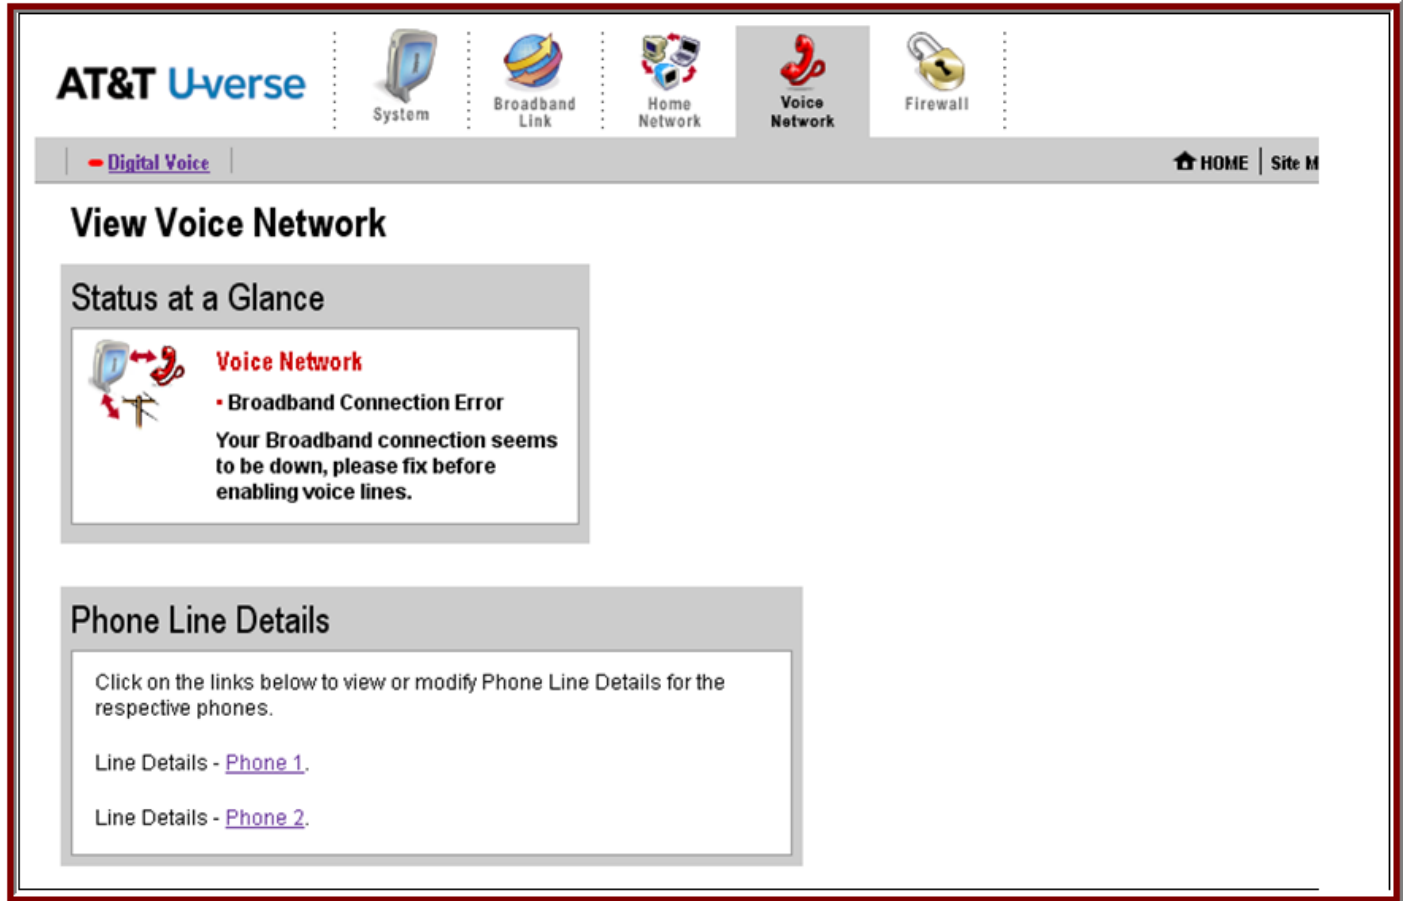 AT&T U-verse
System
Broadband
Link
Home
Network
Voice
Network
Firewall
Digital Voice
HOME
Site M
View Voice Network
Status at a Glance
Voice Network
Broadband Connection Error
Your Broadband connection seems
to be down, please fix before
enabling voice lines.
Phone Line Details
Click on the links below to view or modify Phone Line Details for the
respective phones.
Line Details - Phone 1.
Line Details - Phone 2.